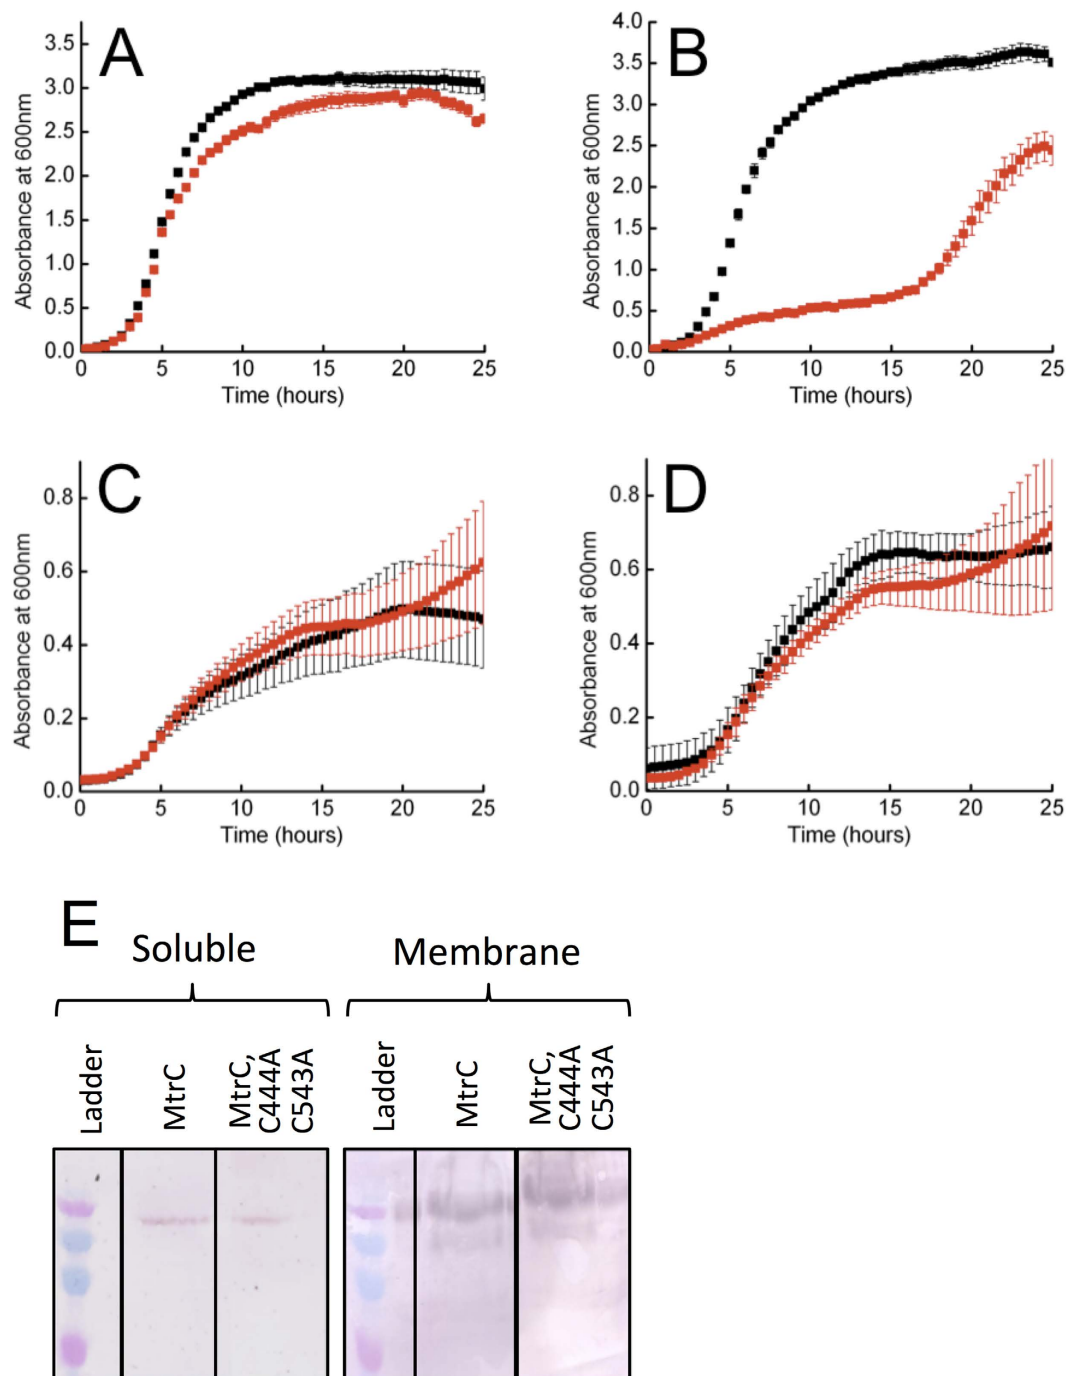 A
Absorbance at 600nm
3.5
3.0
2.5
2.0
1.5
1.0
0.5
0.0
0 5 10 15 20 25
Time (hours)
B
Absorbance at 600nm
4.0
3.5
3.0
2.5
2.0
1.5
1.0
0.5
0.0
0 5 10 15 20 25
Time (hours)
C
Absorbance at 600nm
0.8
0.6
0.4
0.2
0.0
0 5 10 15 20 25
Time (hours)
D
Absorbance at 600nm
0.8
0.6
0.4
0.2
0.0
0 5 10 15 20 25
Time (hours)
E
Soluble
Ladder
MtrC
MtrC,
C444A
C543A
Membrane
Ladder
MtrC
MtrC,
C444A
C543A